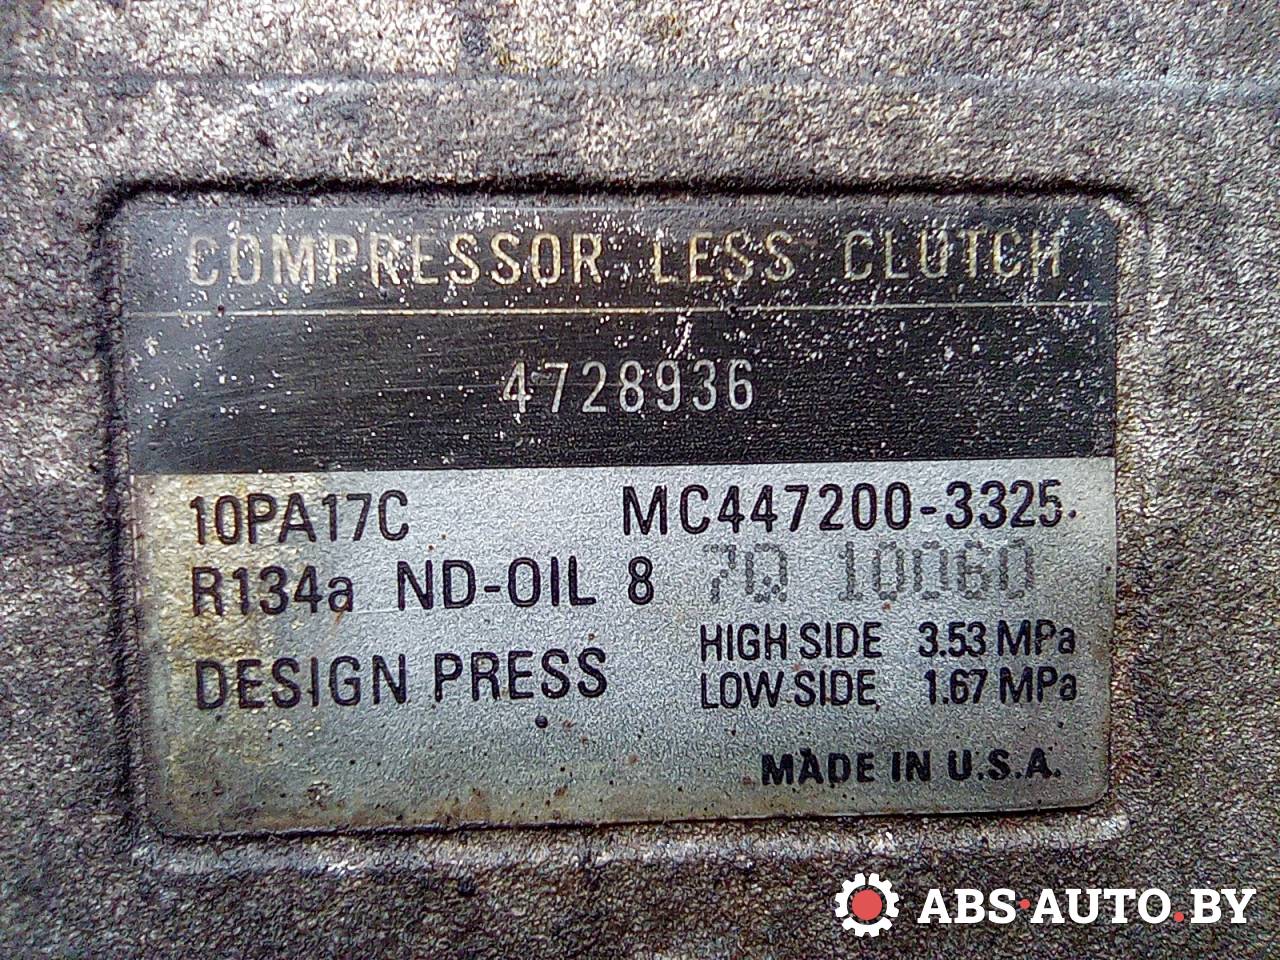 COMPRESSOR LESS CLUTCH
4728936
10PA17C MC447200-3325
R134a ND-OIL 8 7Q 10060
DESIGN PRESS HIGH SIDE 3.53 MPa
LOW SIDE 1.67 MPa
MADE IN U.S.A.
ABS·AUTO.BY